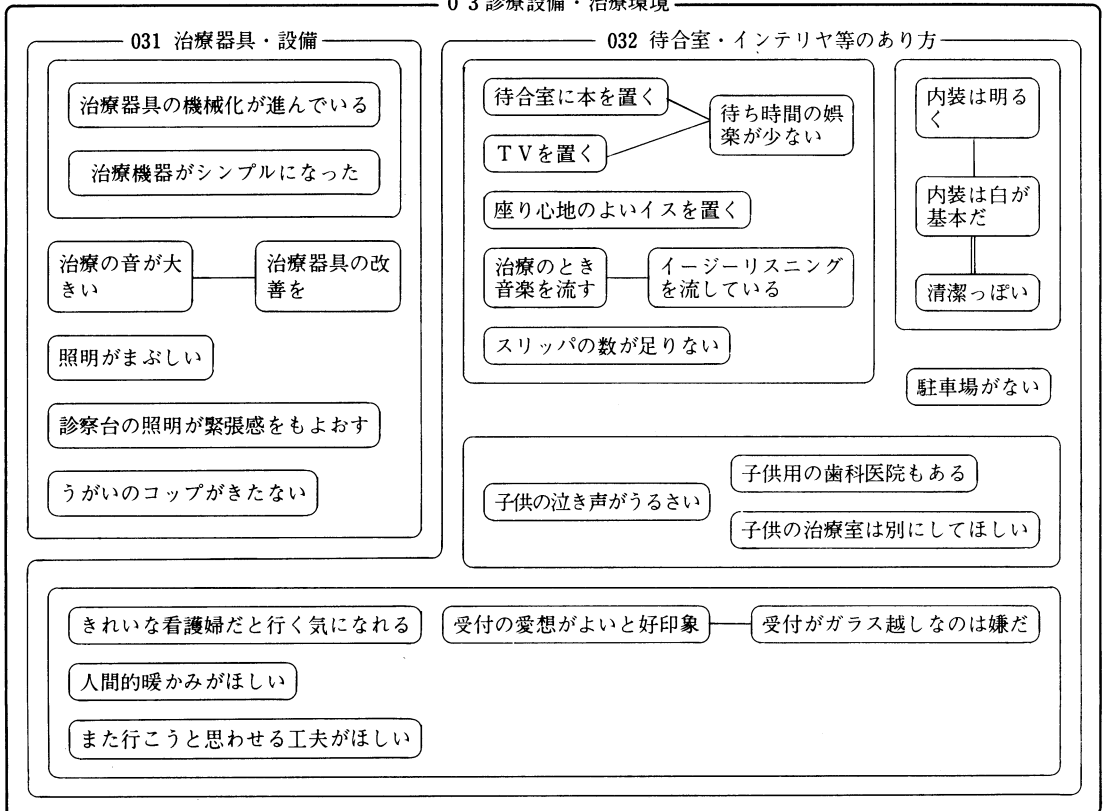 03診療設備・治療環境
031 治療器具・設備
治療器具の機械化が進んでいる
治療機器がシンプルになった
治療の音が大
きい
治療器具の改
善を
照明がまぶしい
診察台の照明が緊張感をもよおす
うがいのコップがきたない
032 待合室・インテリヤ等のあり方
待合室に本を置く
TVを置く
待ち時間の娯
楽が少ない
座り心地のよいイスを置く
治療のとき
音楽を流す
イージーリスニング
を流している
スリッパの数が足りない
内装は明る
く
内装は白が
基本だ
清潔っぽい
駐車場がない
子供の泣き声がうるさい
子供用の歯科医院もある
子供の治療室は別にしてほしい
きれいな看護婦だと行く気になれる
受付の愛想がよいと好印象
受付がガラス越しなのは嫌だ
人間的暖かみがほしい
また行こうと思わせる工夫がほしい